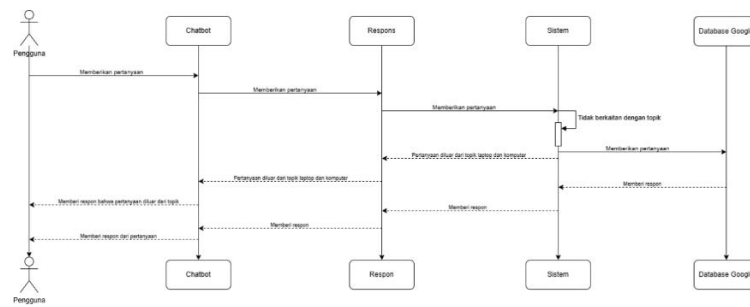 Chatbot
Respons
Sistem
Database Google
Pengguna
Memberikan pertanyaan
Memberikan pertanyaan
Memberikan pertanyaan
Tidak berkaitan dengan topik
Memberikan pertanyaan
Pertanyaan diluar dari topik laptop dan komputer
Pertanyaan diluar dari topik laptop dan komputer
Memberi respon
Memberi respon bahwa pertanyaan diluar dari topik
Memberi respon
Memberi respon
Memberi respon dari pertanyaan
Chatbot
Respon
Sistem
Database Google
Pengguna